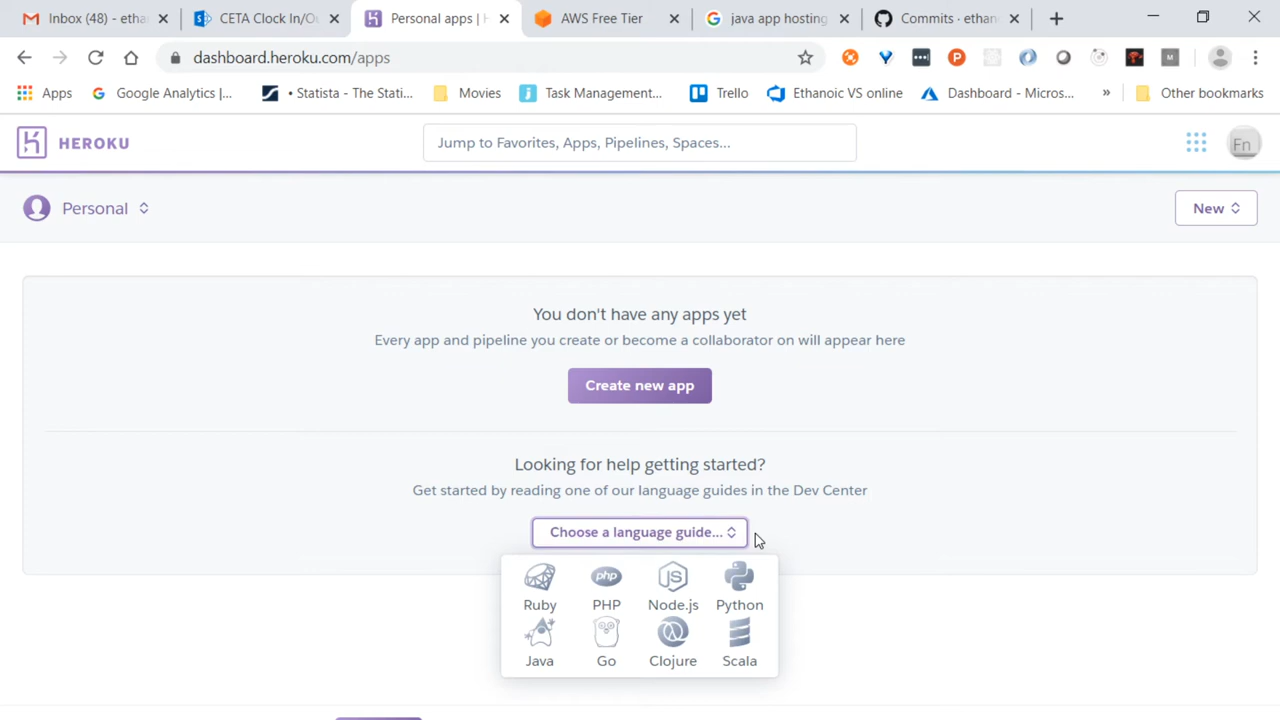 Inbox (48) - etha
CETA Clock In/O
Personal apps | H
AWS Free Tier
java app hosting
Commits · ethan
dashboard.heroku.com/apps
Apps
Google Analytics |...
• Statista - The Stati...
Movies
Task Management...
Trello
Ethanoic VS online
Dashboard - Micros...
»
Other bookmarks
HEROKU
Jump to Favorites, Apps, Pipelines, Spaces...
Fn
Personal
New
You don't have any apps yet
Every app and pipeline you create or become a collaborator on will appear here
Create new app
Looking for help getting started?
Get started by reading one of our language guides in the Dev Center
Choose a language guide...
php
JS
Ruby
PHP
Node.js
Python
Java
Go
Clojure
Scala